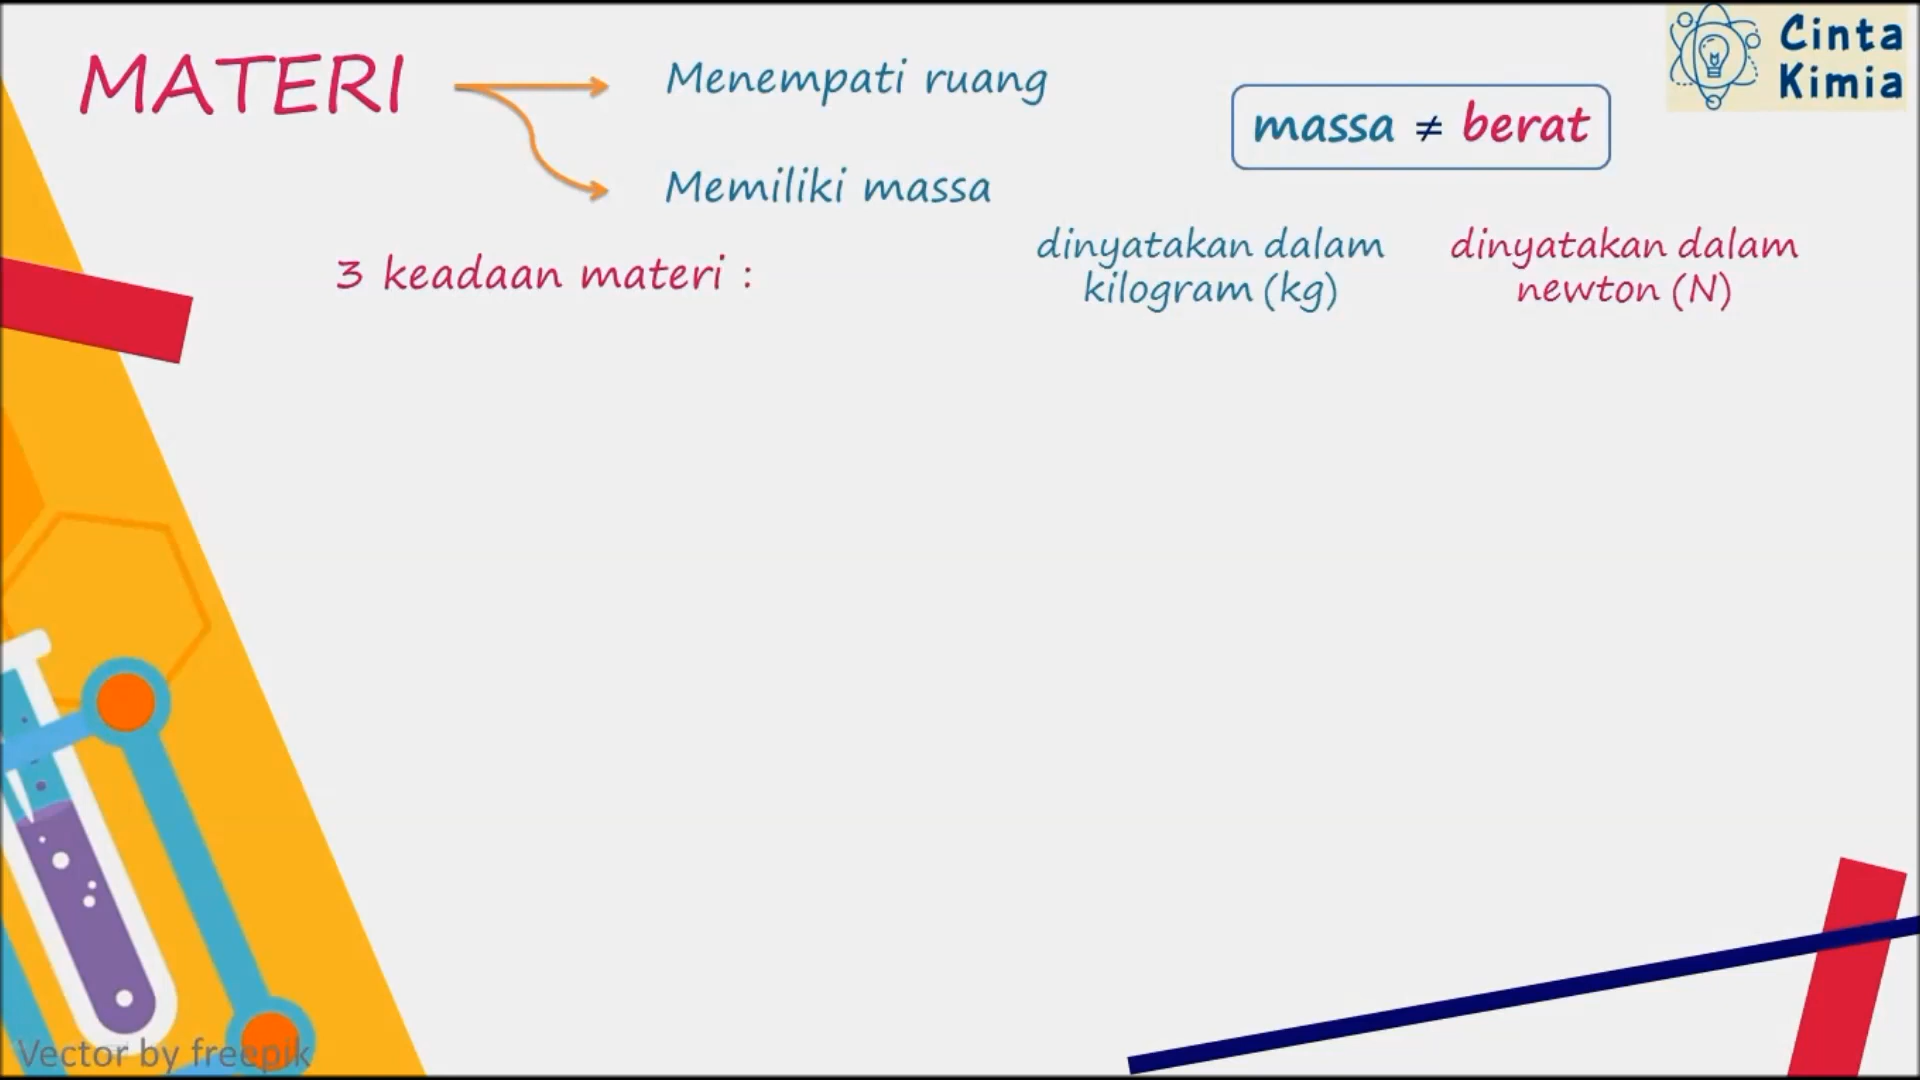 MATERI
Menempati ruang
Memiliki massa
massa ≠ berat
Cinta
Kimia
dinyatakan dalam
kilogram (kg)
dinyatakan dalam
newton (N)
3 keadaan materi :
Vector by freepik